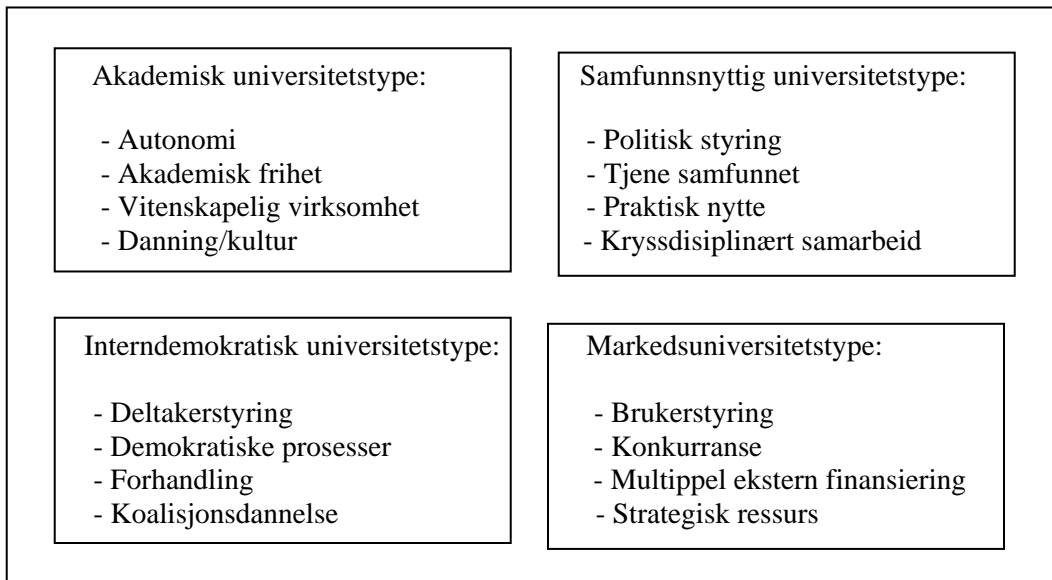 Akademisk universitetstype:
- Autonomi
- Akademisk frihet
- Vitenskapelig virksomhet
- Danning/kultur
Samfunnsnyttig universitetstype:
- Politisk styring
- Tjene samfunnet
- Praktisk nytte
- Kryssdisiplinært samarbeid
Interndemokratisk universitetstype:
- Deltakerstyring
- Demokratiske prosesser
- Forhandling
- Koalisjonsdannelse
Markedsuniversitetstype:
- Brukerstyring
- Konkurranse
- Multippel ekstern finansiering
- Strategisk ressurs